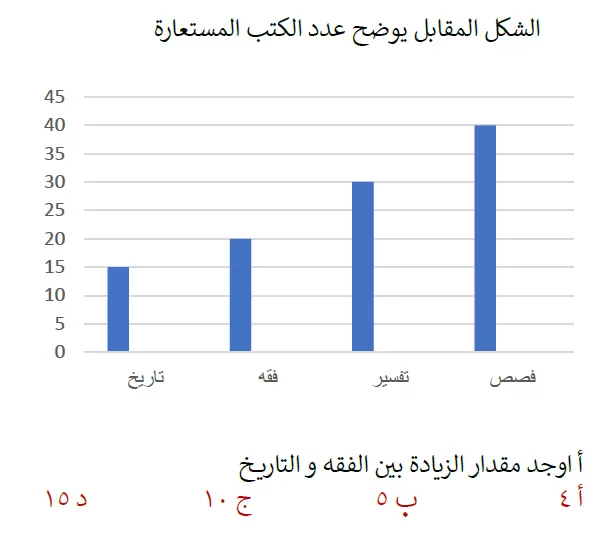 الشكل المقابل يوضح عدد الكتب المستعارة
45
40
35
30
25
20
15
10
5
0
تاريخ فقه تفسير قصص
أ اوجد مقدار الزيادة بين الفقه و التاريخ
أ ٤ ب ٥ ج ١٠ د ١٥